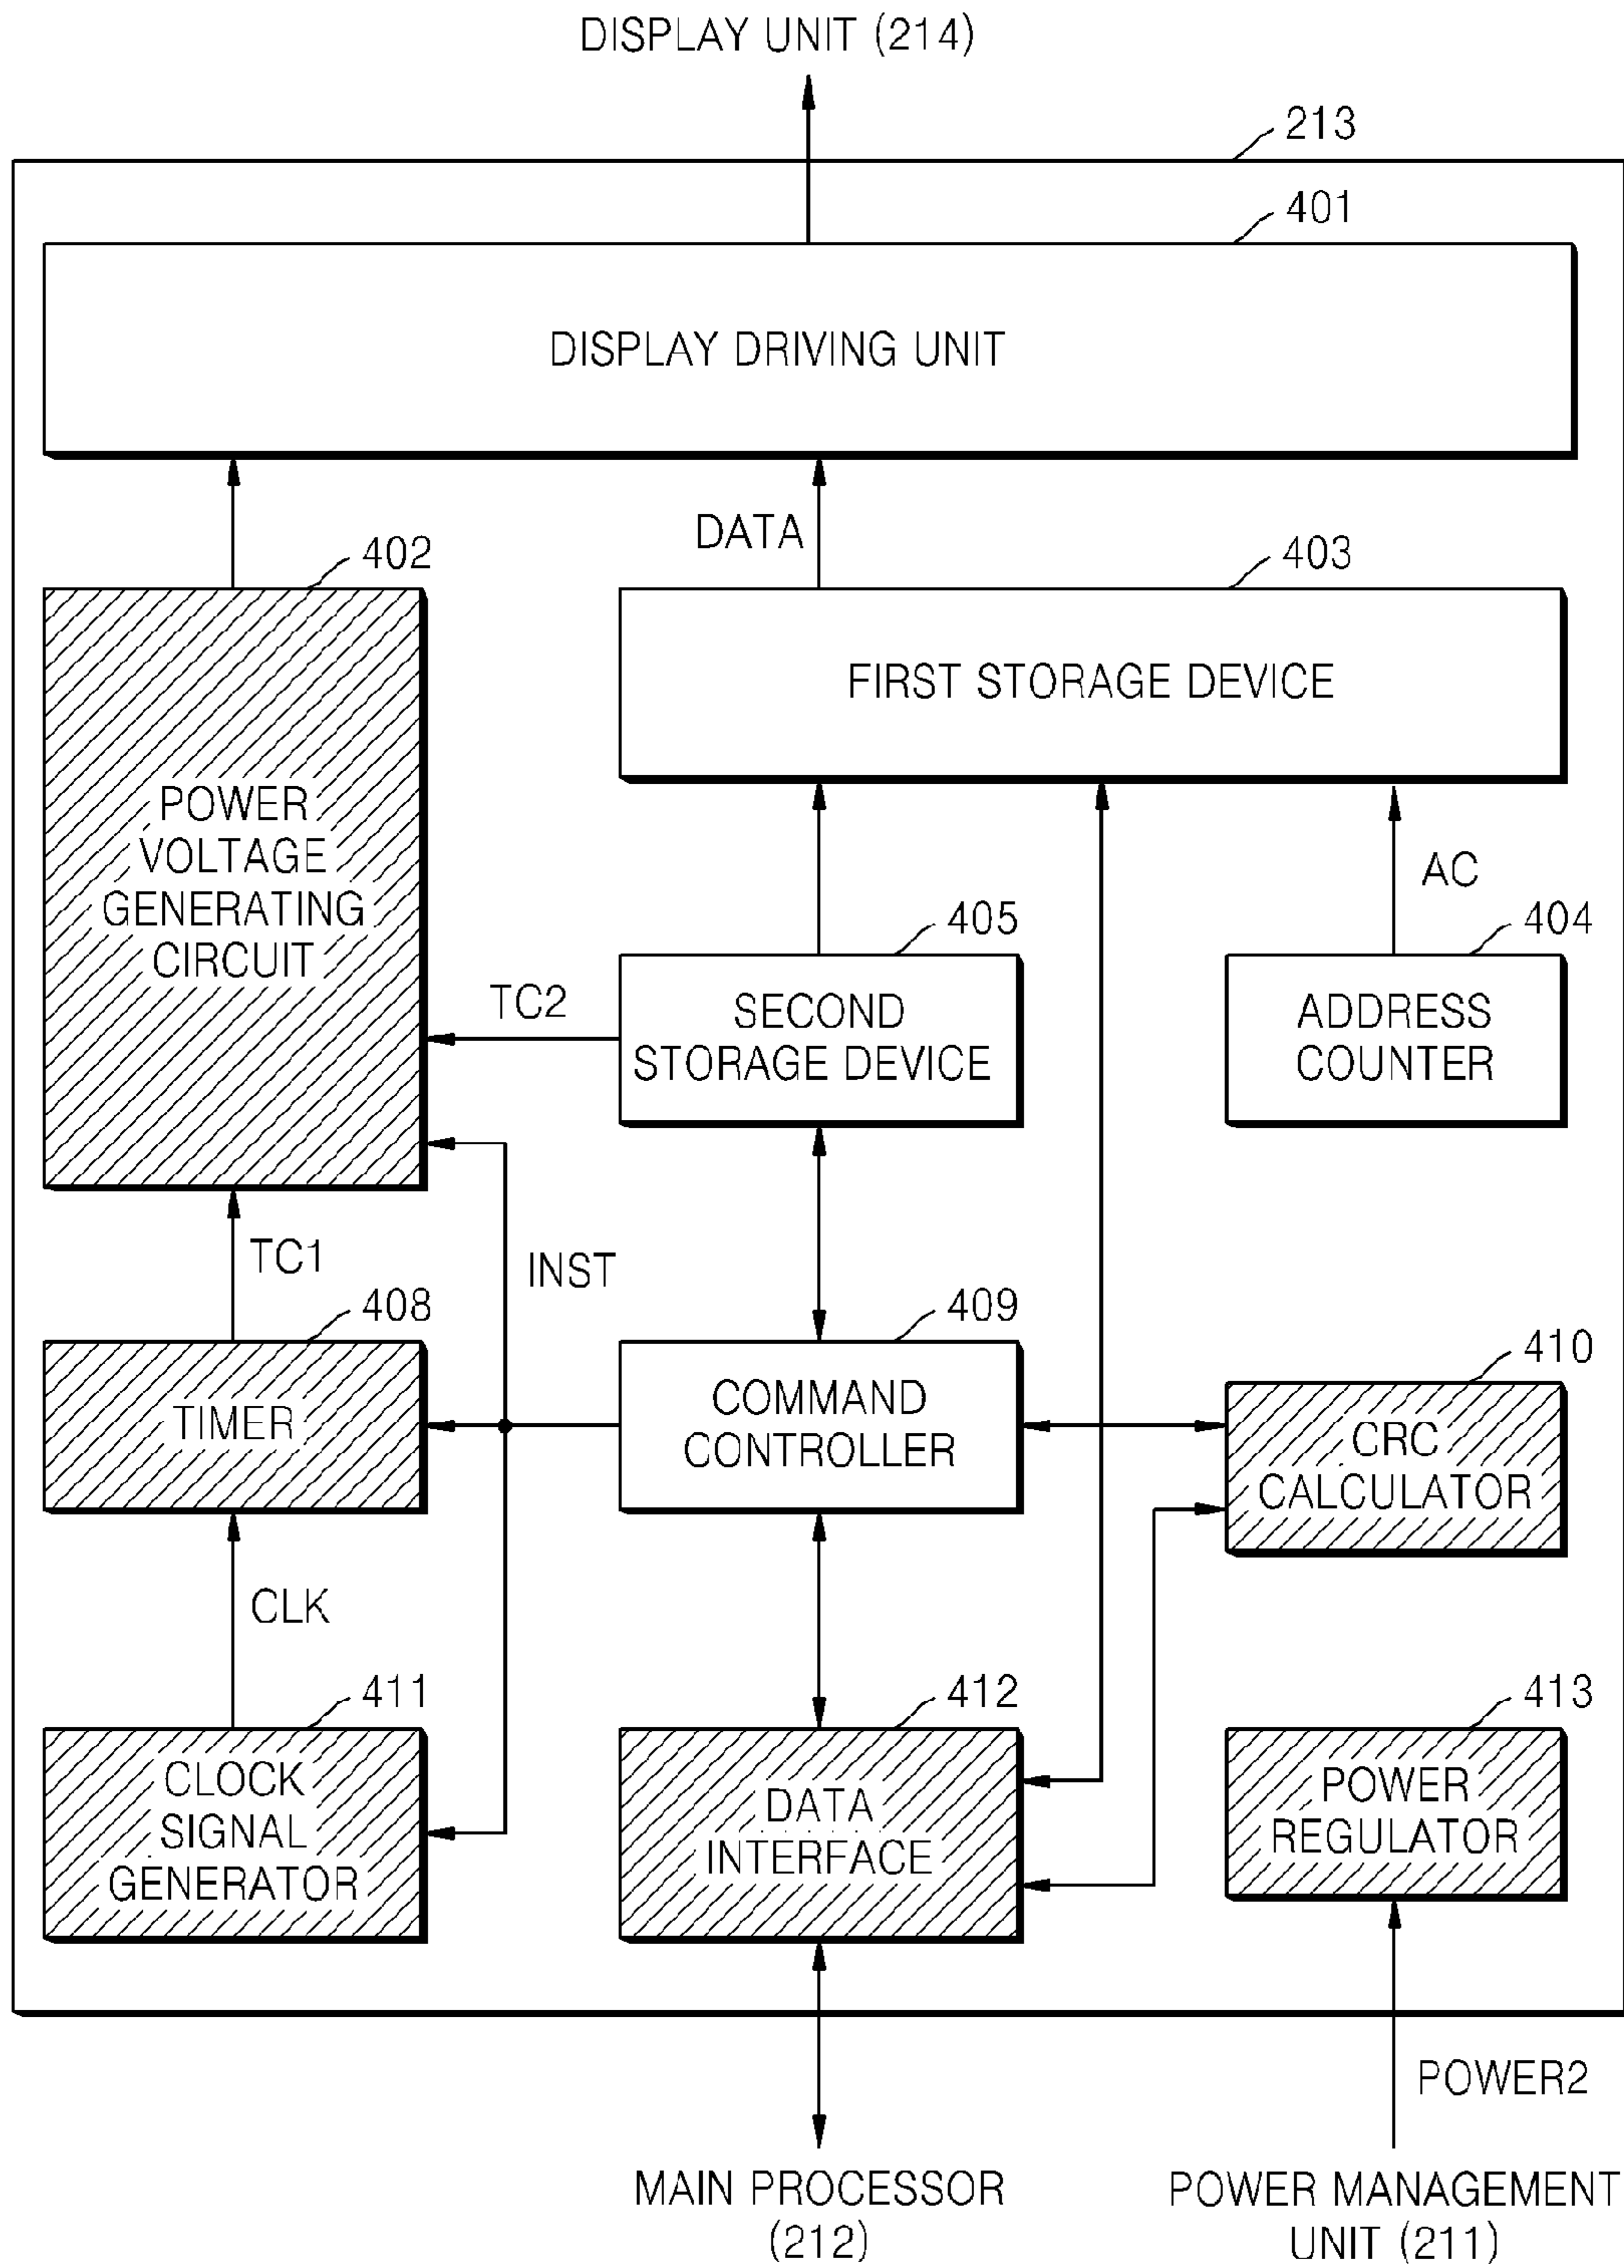 DISPLAY UNIT (214)
213
401
DISPLAY DRIVING UNIT
DATA
402
403
POWER
VOLTAGE
GENERATING
CIRCUIT
FIRST STORAGE DEVICE
AC
405
404
TC2
SECOND
STORAGE DEVICE
ADDRESS
COUNTER
TC1
INST
408
409
410
TIMER
COMMAND
CONTROLLER
CRC
CALCULATOR
CLK
411
412
413
CLOCK
SIGNAL
GENERATOR
DATA
INTERFACE
POWER
REGULATOR
POWER2
MAIN PROCESSOR
(212)
POWER MANAGEMENT
UNIT (211)